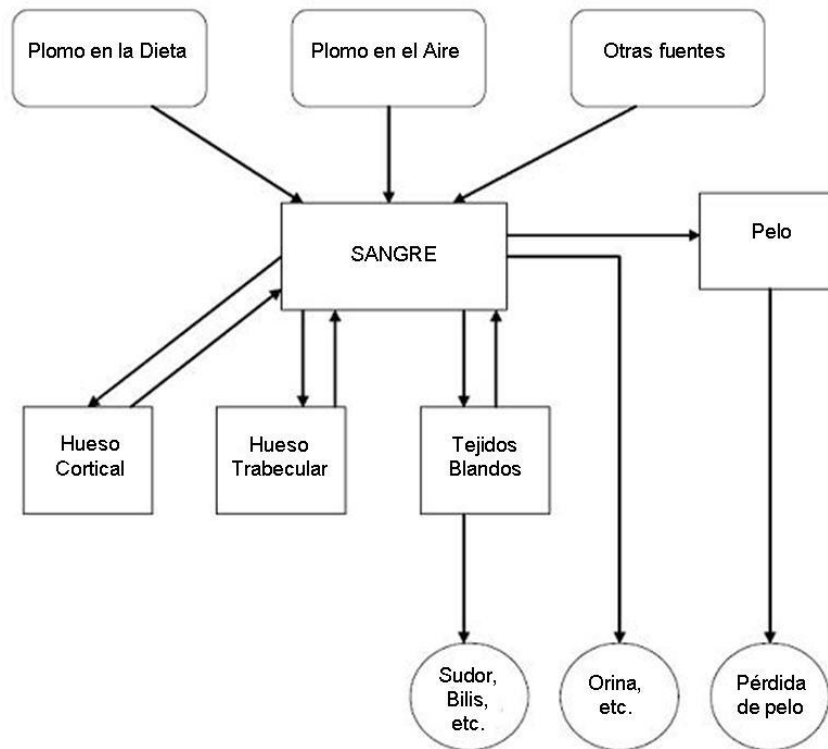 Plomo en la Dieta
Plomo en el Aire
Otras fuentes
SANGRE
Pelo
Hueso
Cortical
Hueso
Trabecular
Tejidos
Blandos
Sudor,
Bilis,
etc.
Orina,
etc.
Pérdida
de pelo